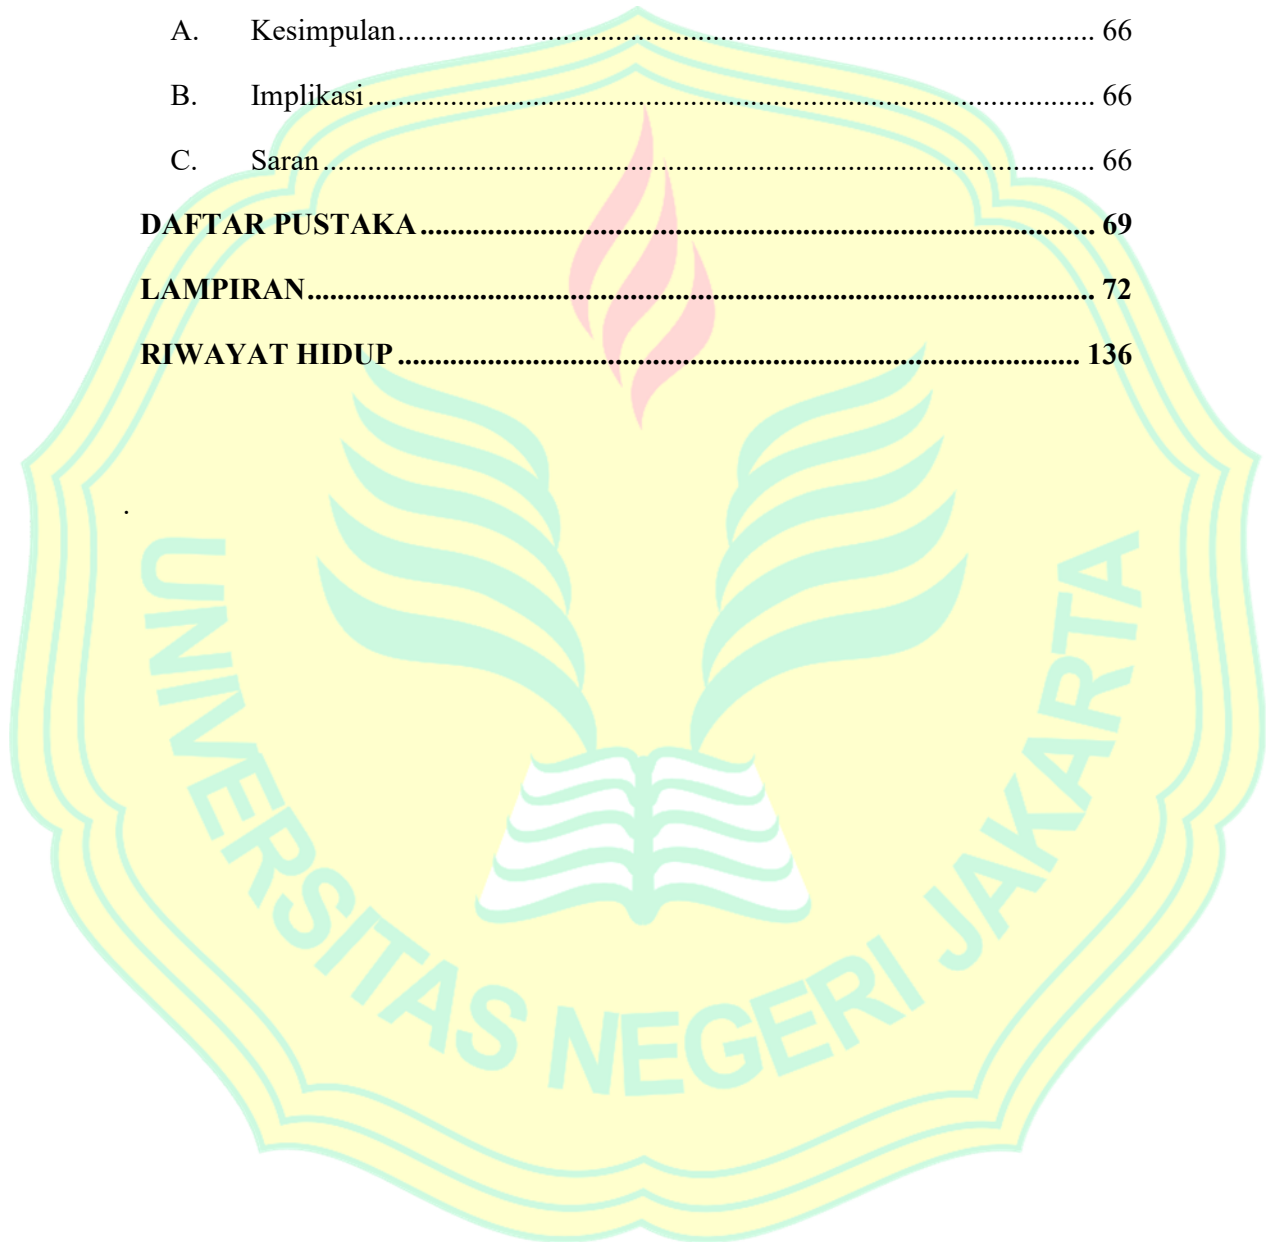 A. Kesimpulan.......................................................................................... 66
B. Implikasi.............................................................................................. 66
C. Saran.................................................................................................... 66
DAFTAR PUSTAKA........................................................................................ 69
LAMPIRAN...................................................................................................... 72
RIWAYAT HIDUP......................................................................................... 136
.
UNIVERSITAS NEGERI JAKARTA